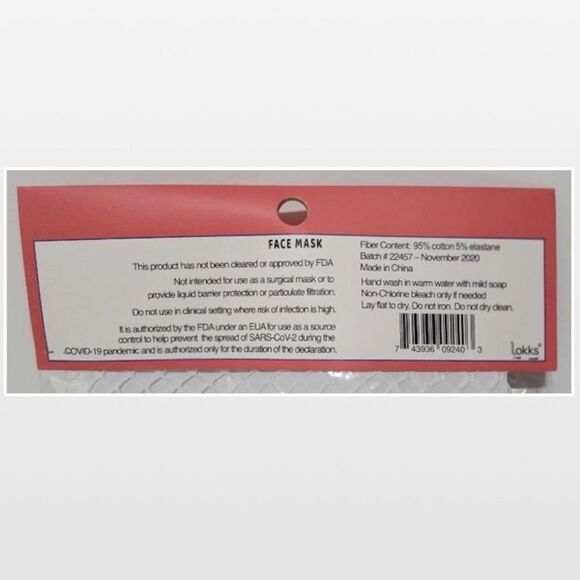 FACE MASK
This product has not been cleared or approved by FDA
Not intended for use as a surgical mask or to
provide liquid barrier protection or particulate filtration.
Do not use in clinical setting where risk of infection is high.
It is authorized by the FDA under an EUA for use as a source
control to help prevent the spread of SARS-CoV-2 during the
COVID-19 pandemic and is authorized only for the duration of the declaration.
Fiber Content: 95% cotton 5% elastane
Batch # 22457 – November 2020
Made in China
Hand wash in warm water with mild soap
Non-Chlorine bleach only if needed
Lay flat to dry. Do not iron. Do not dry clean.
7 43936 09240 3
Lokks